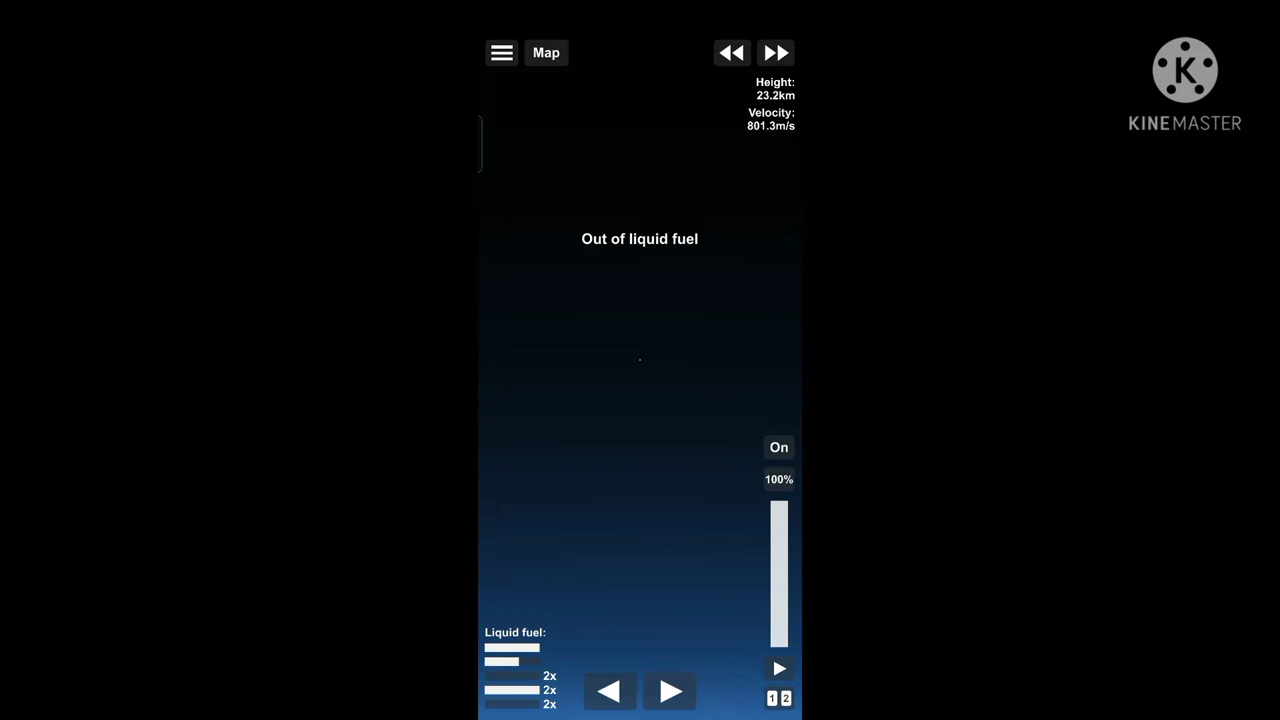 Map
Height:
23.2km
Velocity:
801.3m/s
K
KINEMASTER
Out of liquid fuel
On
100%
Liquid fuel:
2x
2x
2x
1 2